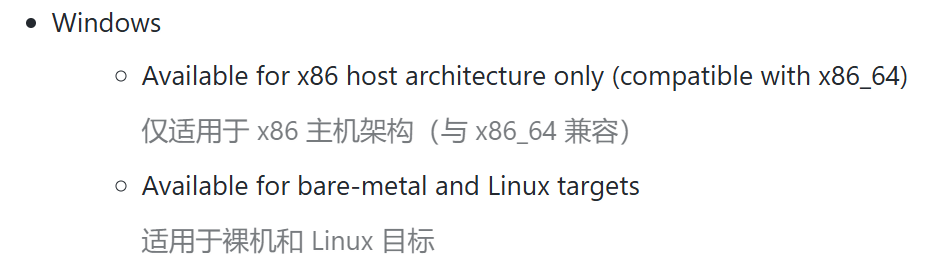 Windows
Available for x86 host architecture only (compatible with x86_64)
仅适用于 x86 主机架构（与 x86_64 兼容）
Available for bare-metal and Linux targets
适用于裸机和 Linux 目标